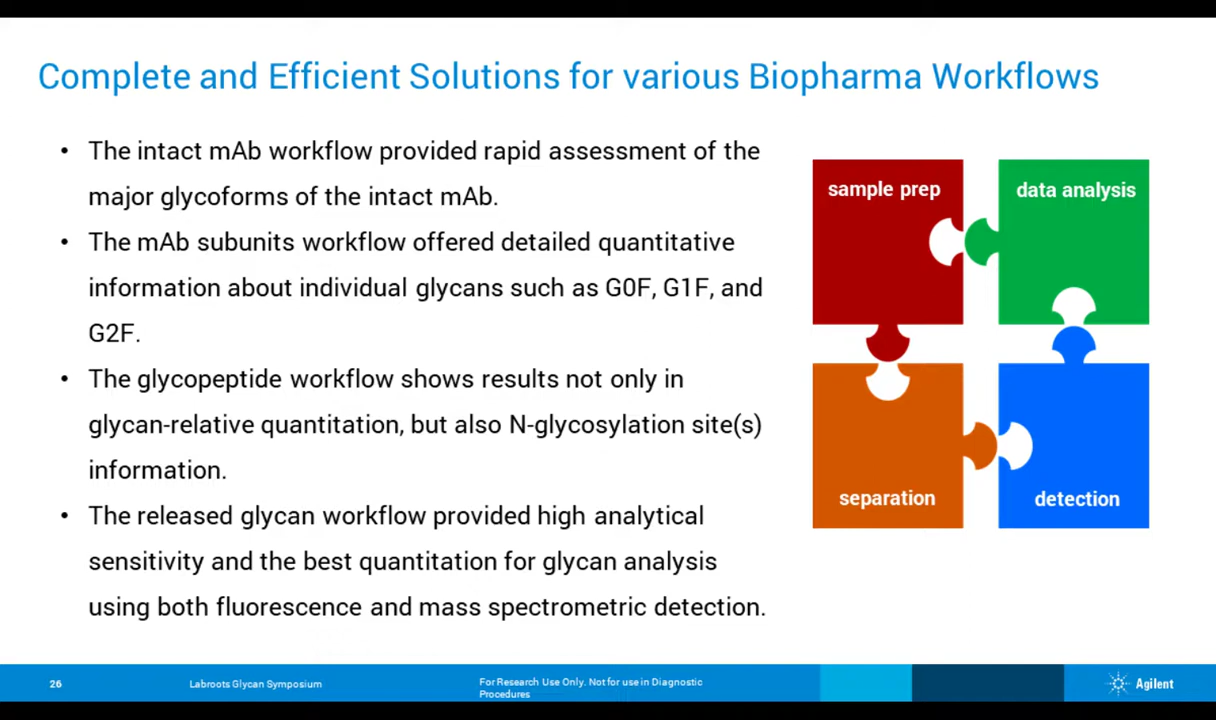 Complete and Efficient Solutions for various Biopharma Workflows
• The intact mAb workflow provided rapid assessment of the
major glycoforms of the intact mAb.
• The mAb subunits workflow offered detailed quantitative
information about individual glycans such as G0F, G1F, and
G2F.
• The glycopeptide workflow shows results not only in
glycan-relative quantitation, but also N-glycosylation site(s)
information.
• The released glycan workflow provided high analytical
sensitivity and the best quantitation for glycan analysis
using both fluorescence and mass spectrometric detection.
sample prep
data analysis
separation
detection
26
Labroots Glycan Symposium
For Research Use Only. Not for use in Diagnostic
Procedures
Agilent